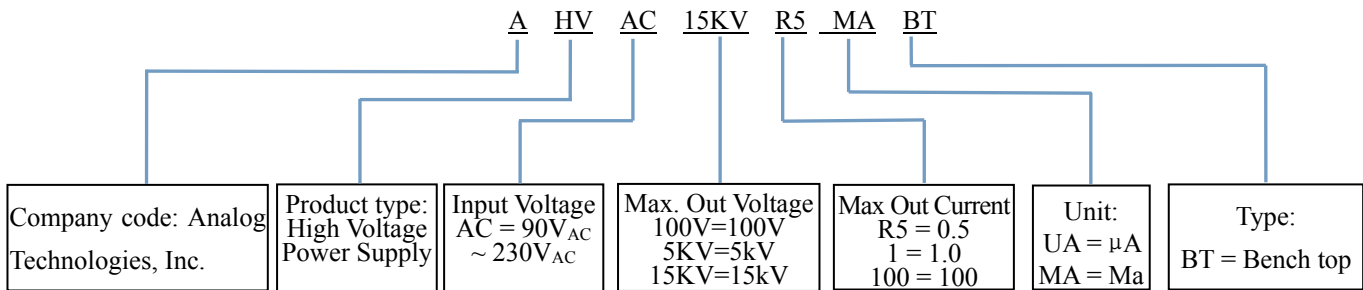 A HV AC 15KV R5 MA BT
Company code: Analog
Technologies, Inc.
Product type:
High Voltage
Power Supply
Input Voltage
AC = 90VAC
~ 230VAC
Max. Out Voltage
100V=100V
5KV=5kV
15KV=15kV
Max Out Current
R5 = 0.5
1 = 1.0
100 = 100
Unit:
UA = μA
MA = Ma
Type:
BT = Bench top